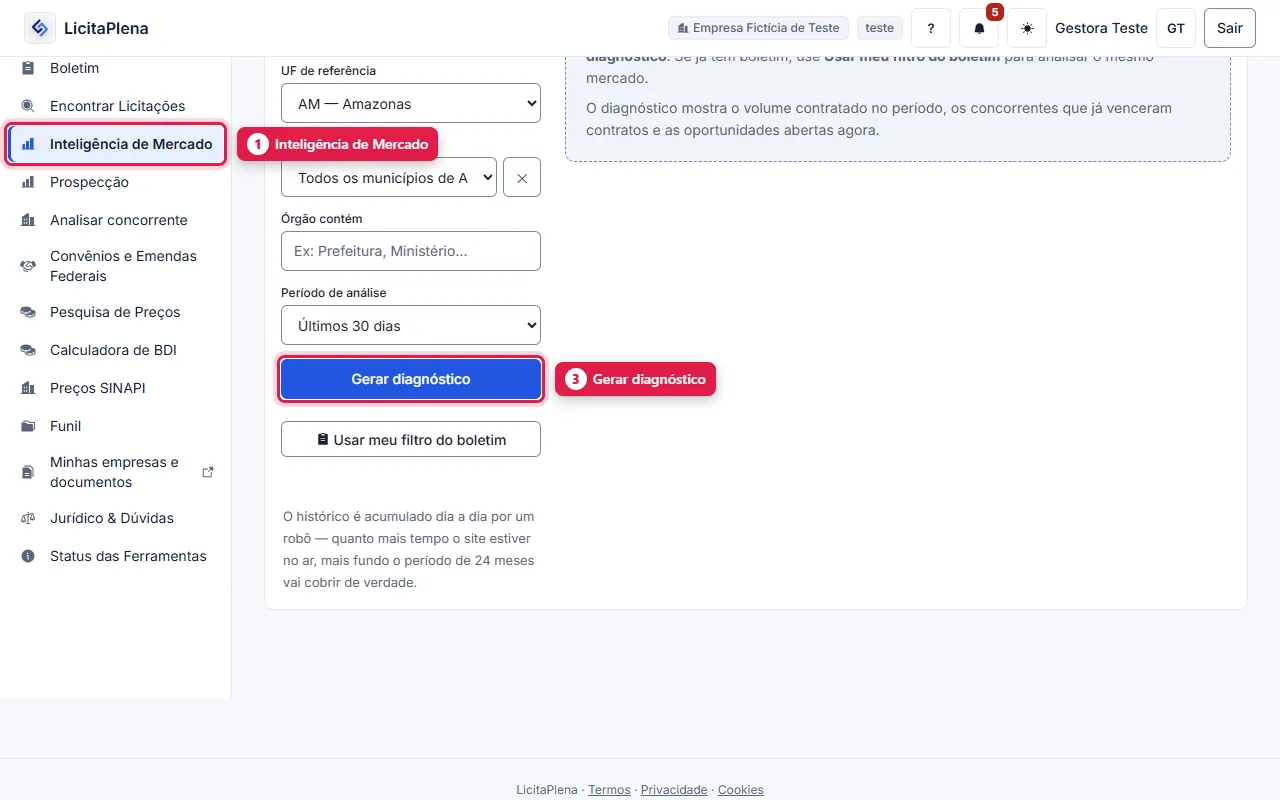 LicitaPlena
Empresa Fictícia de Teste
teste
?
5
Gestora Teste
GT
Sair
Boletim
Encontrar Licitações
Inteligência de Mercado
Prospecção
Analisar concorrente
Convênios e Emendas
Federais
Pesquisa de Preços
Calculadora de BDI
Preços SINAPI
Funil
Minhas empresas e
documentos
Jurídico & Dúvidas
Status das Ferramentas
1 Inteligência de Mercado
UF de referência
AM — Amazonas
Todos os municípios de A
Órgão contém
Ex: Prefeitura, Ministério...
Período de análise
Últimos 30 dias
Gerar diagnóstico
3 Gerar diagnóstico
Usar meu filtro do boletim
O histórico é acumulado dia a dia por um
robô — quanto mais tempo o site estiver
no ar, mais fundo o período de 24 meses
vai cobrir de verdade.
diagnóstico. Se já tem boletim, use Usar meu filtro do boletim para analisar o mesmo
mercado.
O diagnóstico mostra o volume contratado no período, os concorrentes que já venceram
contratos e as oportunidades abertas agora.
LicitaPlena · Termos · Privacidade · Cookies